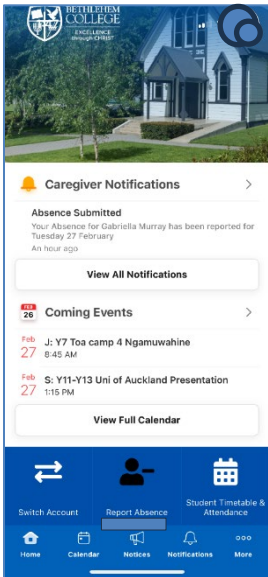 BETHLEHEM
COLLEGE
EXCELLENCE
through CHRIST
Caregiver Notifications
Absence Submitted
Your Absence for Gabriella Murray has been reported for
Tuesday 27 February
An hour ago
View All Notifications
FEB
26
Coming Events
Feb
27
J: Y7 Toa camp 4 Ngamuwahine
8:45 AM
Feb
27
S: Y11-Y13 Uni of Auckland Presentation
1:15 PM
View Full Calendar
Switch Account
Report Absence
Student Timetable &
Attendance
Home
Calendar
Notices
Notifications
More